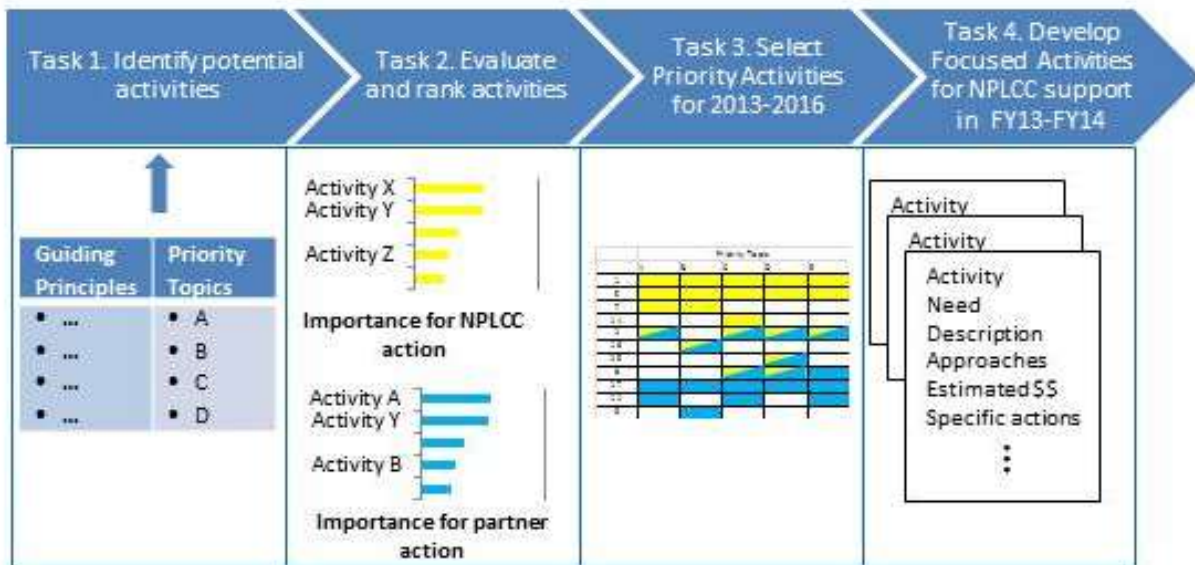 Task 1. Identify potential
activities
Task 2. Evaluate
and rank activities
Task 3. Select
Priority Activities
for 2013-2016
Task 4. Develop
Focused Activities
for NPLCC support
in FY13-FY14
Guiding
Principles
Priority
Topics
• ...
• A
• ...
• B
• ...
• C
• ...
• D
Activity X
Activity Y
Activity Z
Importance for NPLCC
action
Activity A
Activity Y
Activity B
Importance for partner
action
Priority Topic
Activity
Activity
Activity
Need
Description
Approaches
Estimated $$
Specific actions